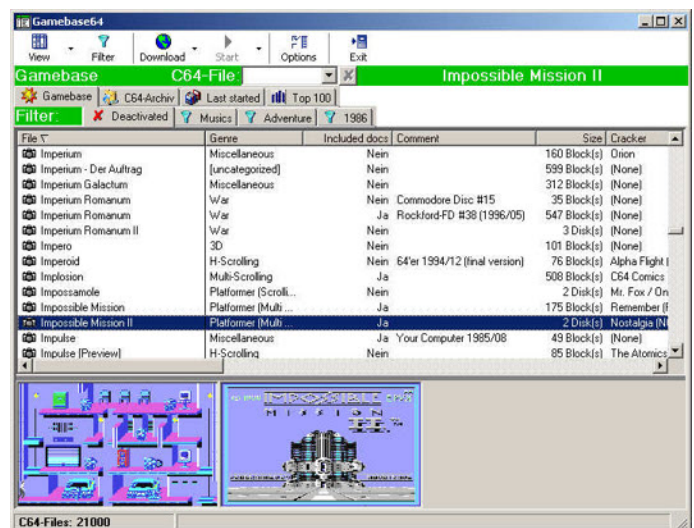 Gamebase64
View Filter Download Start Options Exit
Gamebase C64-File: Impossible Mission II
Gamebase C64-Archiv Last started Top 100
Filter: Deactivated Musics Adventure 1986
File Genre Included docs Comment Size Cracker
Imperium Miscellaneous Nein 160 Block(s) Orion
Imperium - Der Auftrag [uncategorized] Nein 599 Block(s) (None)
Imperium Galactum Miscellaneous Nein 312 Block(s) (None)
Imperium Romanum War Nein Commodore Disc #15 35 Block(s) (None)
Imperium Romanum War Ja Rockford-FD #38 (1996/05) 547 Block(s) (None)
Imperium Romanum II War Nein 3 Disk(s) (None)
Impero 3D Nein 101 Block(s) (None)
Imperoid H-Scrolling Nein 64'er 1994/12 (final version) 76 Block(s) Alpha Flight (
Implosion Multi-Scrolling Ja 508 Block(s) C64 Comics
Impossamole Platformer (Scrolli... Nein 2 Disk(s) Mr. Fox / On
Impossible Mission Platformer (Multi ... Ja 175 Block(s) Remember (F
Impossible Mission II Platformer (Multi ... Ja 2 Disk(s) Nostalgia (N
Impulse Miscellaneous Ja Your Computer 1985/08 49 Block(s) (None)
Impulse [Preview] H-Scrolling Nein 85 Block(s) The Atomics
IMPOSSIBLE
MISSION
II
C64-Files: 21000